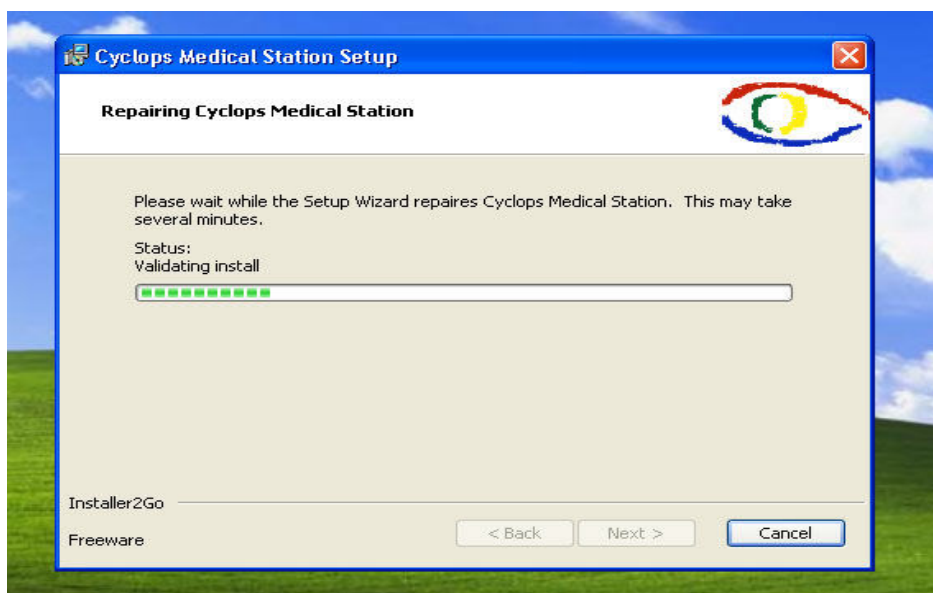 Cyclops Medical Station Setup
Repairing Cyclops Medical Station
Please wait while the Setup Wizard repaires Cyclops Medical Station. This may take
several minutes.
Status:
Validating install
Installer2Go
Freeware
< Back
Next >
Cancel